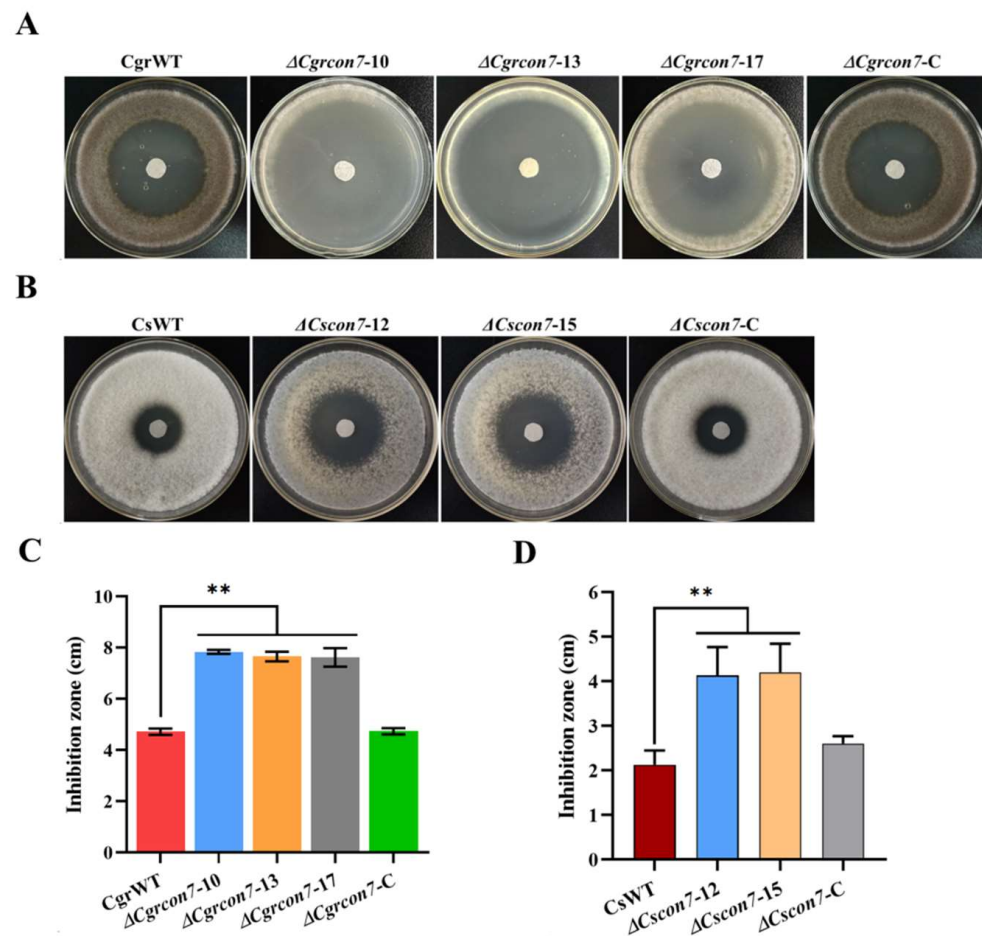 A
CgrWT
ΔCgrcon7-10
ΔCgrcon7-13
ΔCgrcon7-17
ΔCgrcon7-C
B
CsWT
ΔCscon7-12
ΔCscon7-15
ΔCscon7-C
C
**
Inhibition zone (cm)
10
8
6
4
2
0
CgrWT
ΔCgrcon7-10
ΔCgrcon7-13
ΔCgrcon7-17
ΔCgrcon7-C
D
**
Inhibition zone (cm)
6
5
4
3
2
1
0
CsWT
ΔCscon7-12
ΔCscon7-15
ΔCscon7-C